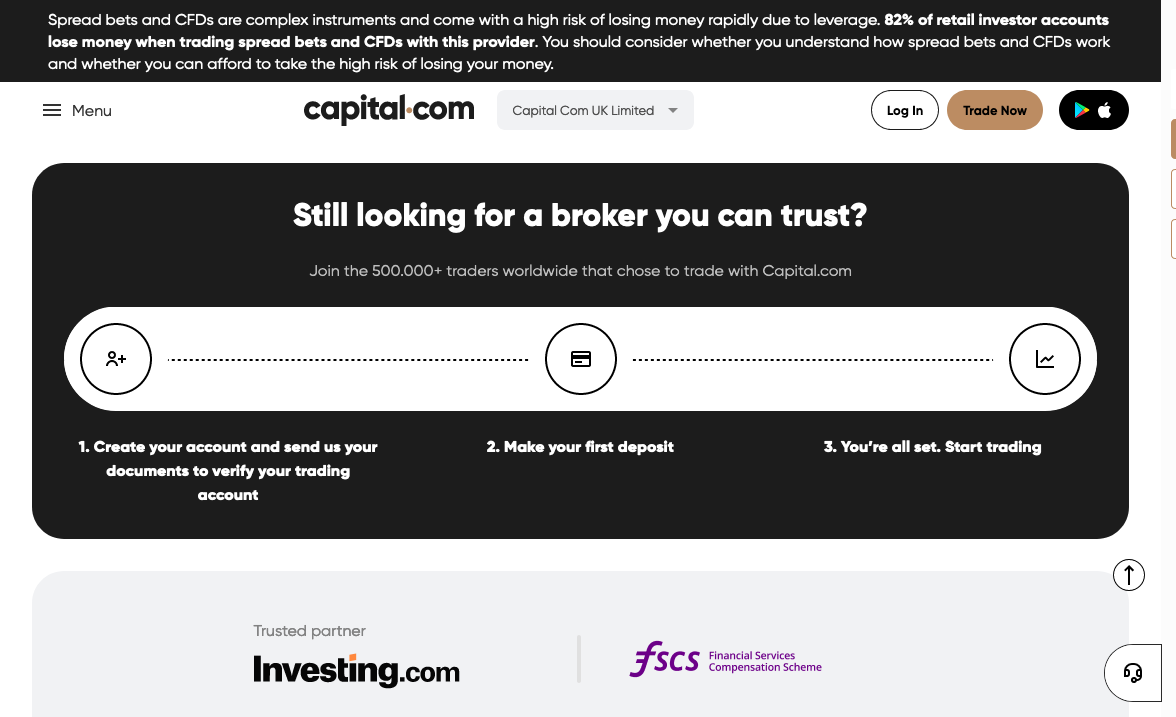 Spread bets and CFDs are complex instruments and come with a high risk of losing money rapidly due to leverage. 82% of retail investor accounts
lose money when trading spread bets and CFDs with this provider. You should consider whether you understand how spread bets and CFDs work
and whether you can afford to take the high risk of losing your money.
Menu
capital.com
Capital Com UK Limited
Log In
Trade Now
Still looking for a broker you can trust?
Join the 500.000+ traders worldwide that chose to trade with Capital.com
1. Create your account and send us your
documents to verify your trading
account
2. Make your first deposit
3. You’re all set. Start trading
Trusted partner
Investing.com
fscs
Financial Services
Compensation Scheme